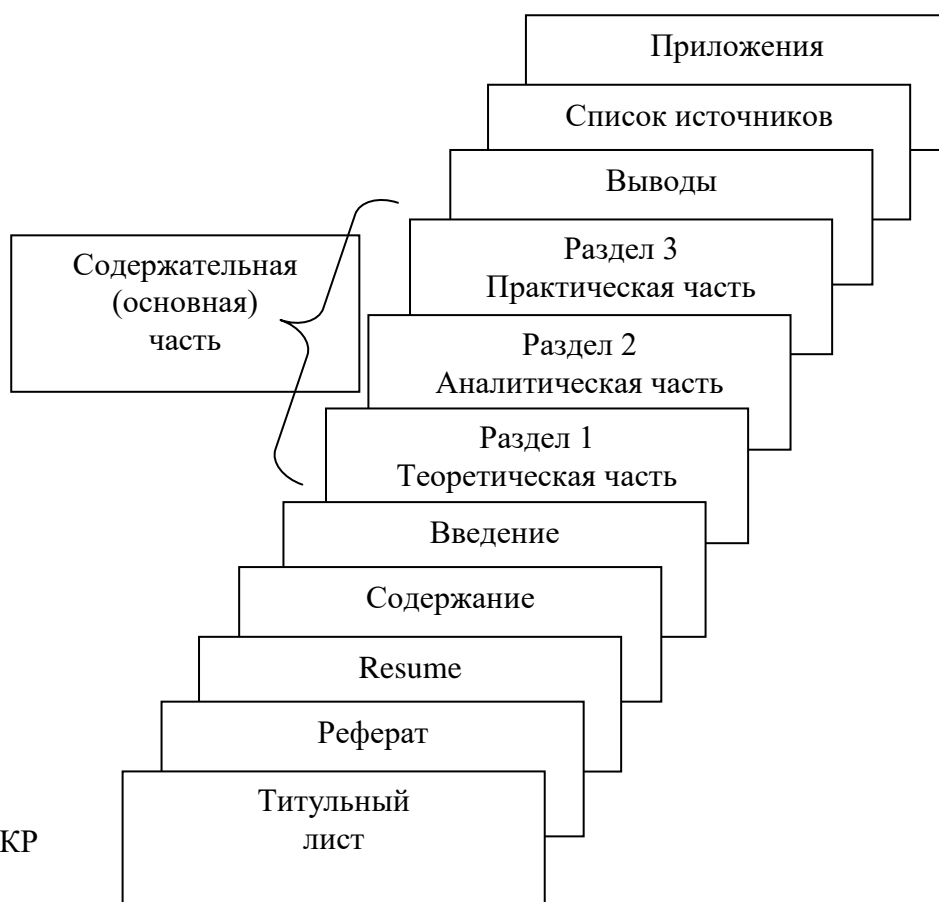 Приложения
Список источников
Выводы
Раздел 3
Практическая часть
Содержательная
(основная)
часть
Раздел 2
Аналитическая часть
Раздел 1
Теоретическая часть
Введение
Содержание
Resume
Реферат
Титульный
лист
КР